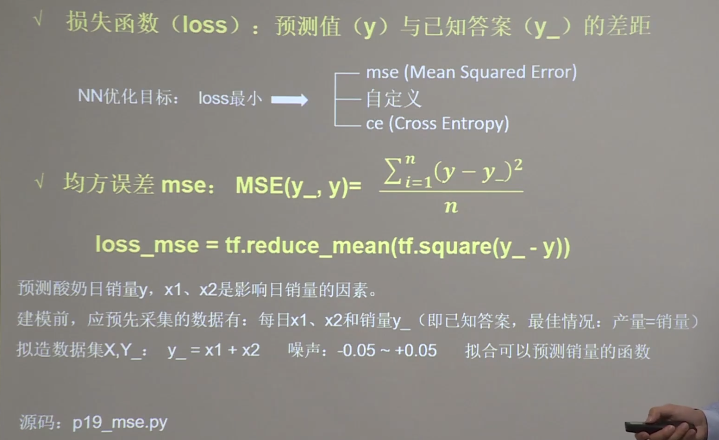 √ 损失函数（loss）：预测值（y）与已知答案（y_）的差距
mse (Mean Squared Error)
NN优化目标： loss最小
自定义
ce (Cross Entropy)
√ 均方误差 mse： MSE(y_, y)= \frac{\sum_{i=1}^{n}(y - y_)^2}{n}
loss_mse = tf.reduce_mean(tf.square(y_ - y))
预测酸奶日销量y，x1、x2是影响日销量的因素。
建模前，应预先采集的数据有：每日x1、x2和销量y_（即已知答案，最佳情况：产量=销量）
拟造数据集X,Y_： y_ = x1 + x2 噪声：-0.05 ~ +0.05 拟合可以预测销量的函数
源码：p19_mse.py